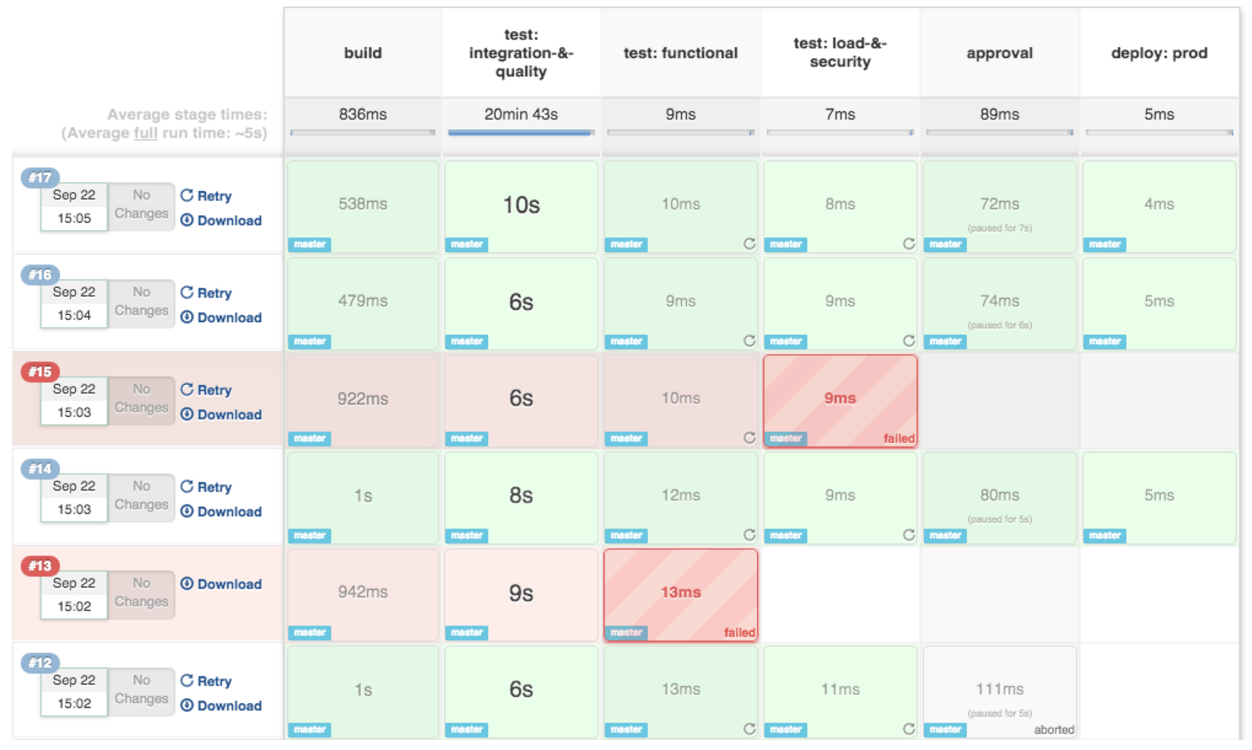 build
test:
integration-&-
quality
test: functional
test: load-&-
security
approval
deploy: prod
Average stage times:
(Average full run time: ~5s)
836ms
20min 43s
9ms
7ms
89ms
5ms
#17
Sep 22
15:05
No
Changes
Retry
Download
538ms
master
10s
master
10ms
master
8ms
master
72ms
(paused for 7s)
master
4ms
master
#16
Sep 22
15:04
No
Changes
Retry
Download
479ms
master
6s
master
9ms
master
9ms
master
74ms
(paused for 6s)
master
5ms
master
#15
Sep 22
15:03
No
Changes
Retry
Download
922ms
master
6s
master
10ms
master
9ms
master
failed
#14
Sep 22
15:03
No
Changes
Retry
Download
1s
master
8s
master
12ms
master
9ms
master
80ms
(paused for 5s)
master
5ms
master
#13
Sep 22
15:02
No
Changes
Download
942ms
master
9s
master
13ms
master
failed
#12
Sep 22
15:02
No
Changes
Retry
Download
1s
master
6s
master
13ms
master
11ms
master
111ms
(paused for 5s)
master
aborted